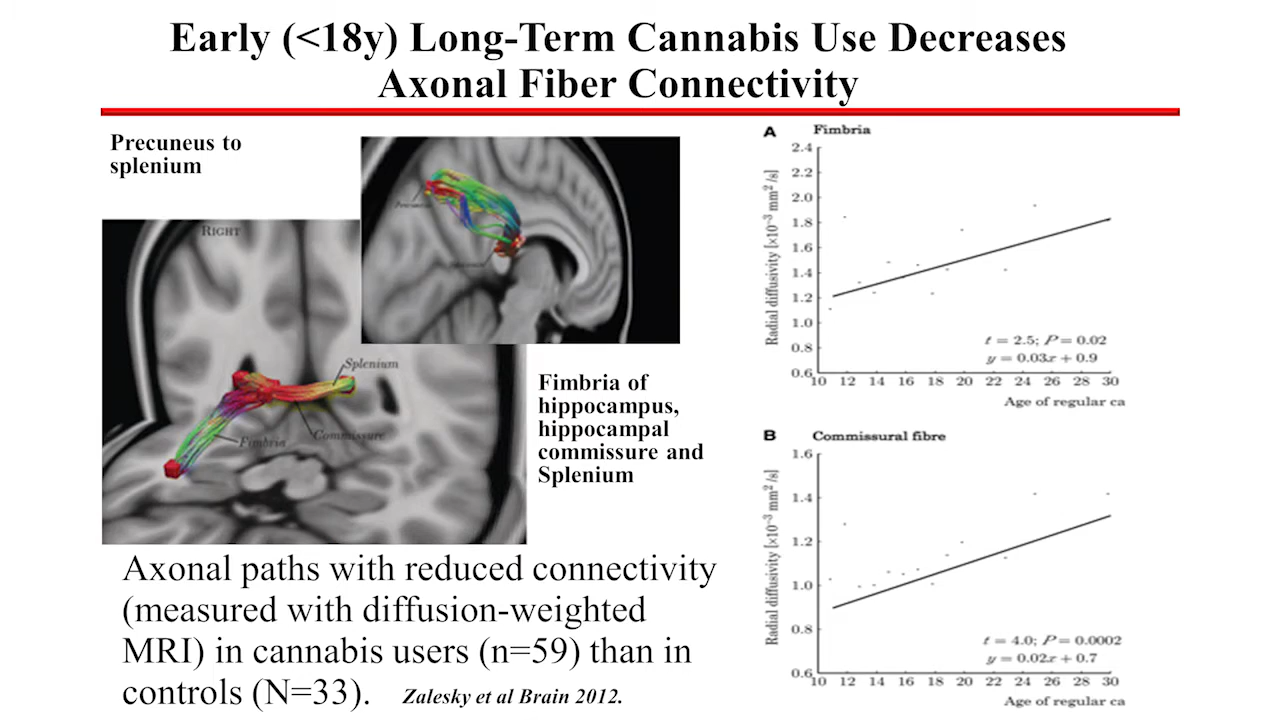 Early (<18y) Long-Term Cannabis Use Decreases
Axonal Fiber Connectivity
Precuneus to
splenium
RIGHT
Splenium
Fimbria
Commissure
Fimbria of
hippocampus,
hippocampal
commissure and
Splenium
Axonal paths with reduced connectivity
(measured with diffusion-weighted
MRI) in cannabis users (n=59) than in
controls (N=33). Zalesky et al Brain 2012.
A Fimbria
Radial diffusivity [×10⁻³ mm²/s]
2.4
2.2
2.0
1.8
1.6
1.4
1.2
1.0
0.8
0.6
t = 2.5; P = 0.02
y = 0.03x + 0.9
10 12 14 16 18 20 22 24 26 28 30
Age of regular ca
B Commissural fibre
Radial diffusivity [×10⁻³ mm²/s]
1.6
1.4
1.2
1.0
0.8
0.6
t = 4.0; P = 0.0002
y = 0.02x + 0.7
10 12 14 16 18 20 22 24 26 28 30
Age of regular ca